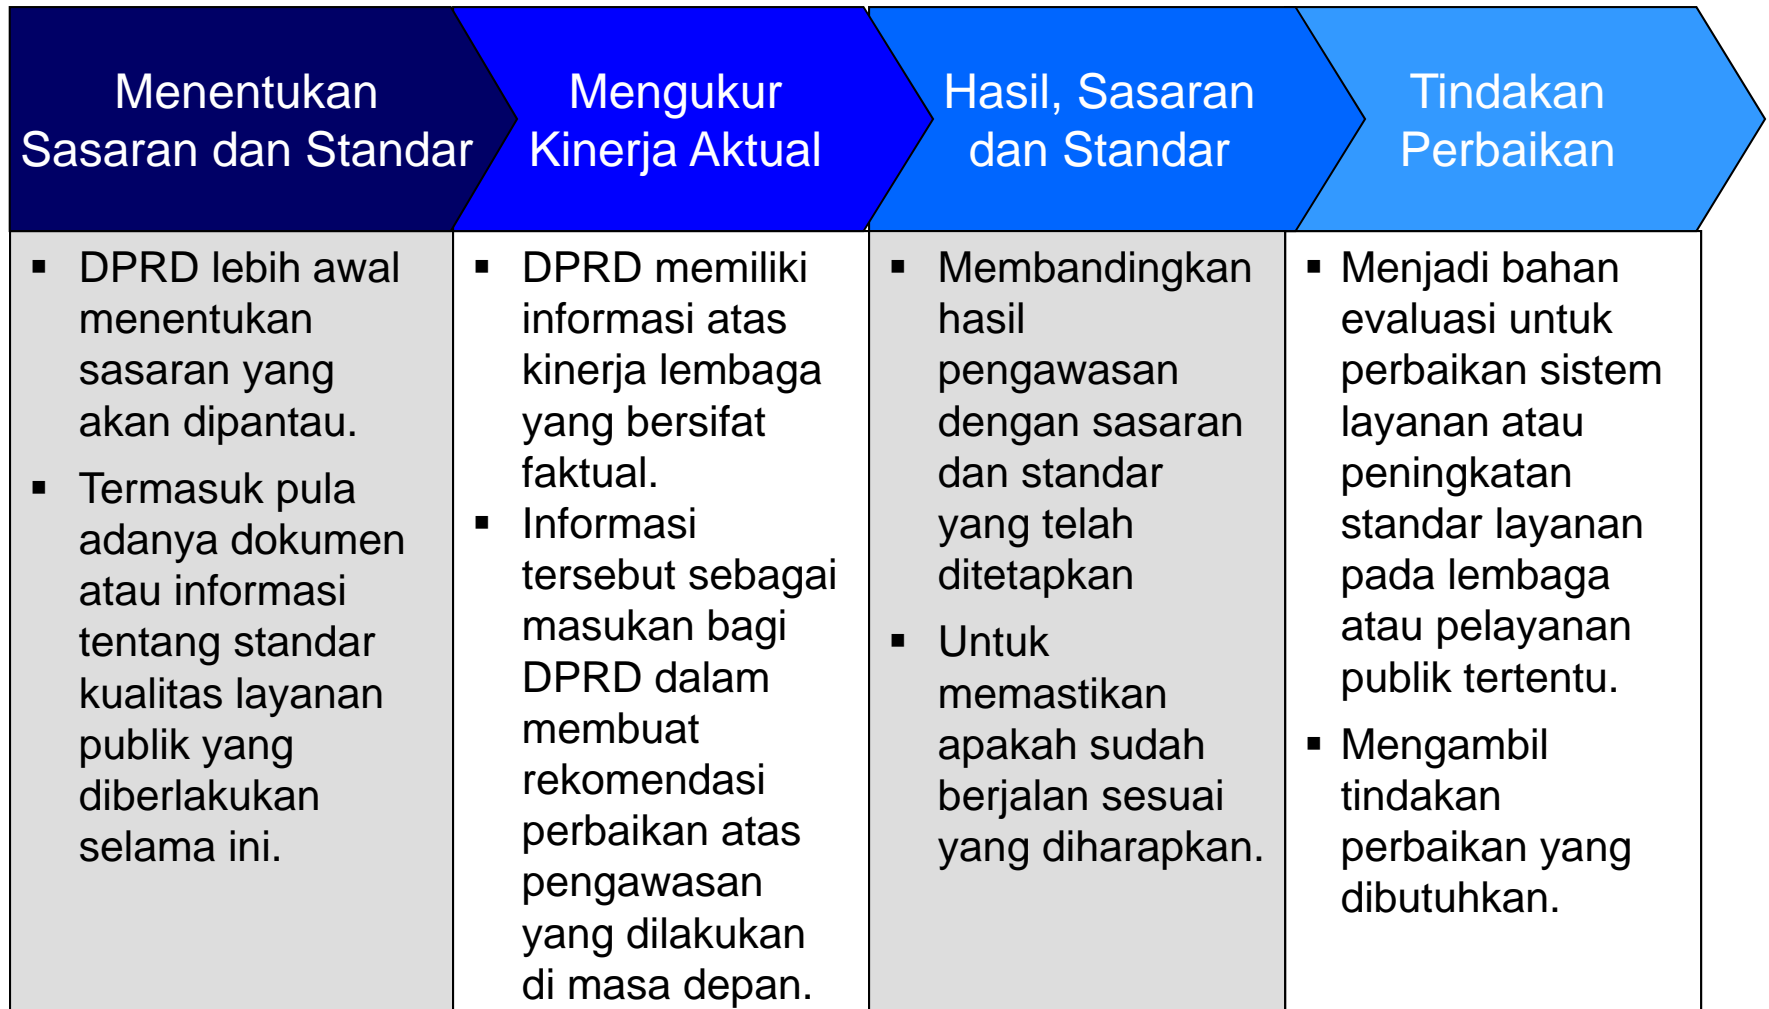 Menentukan
Sasaran dan Standar
Mengukur
Kinerja Aktual
Hasil, Sasaran
dan Standar
Tindakan
Perbaikan
▪ DPRD lebih awal
menentukan
sasaran yang
akan dipantau.
▪ Termasuk pula
adanya dokumen
atau informasi
tentang standar
kualitas layanan
publik yang
diberlakukan
selama ini.
▪ DPRD memiliki
informasi atas
kinerja lembaga
yang bersifat
faktual.
▪ Informasi
tersebut sebagai
masukan bagi
DPRD dalam
membuat
rekomendasi
perbaikan atas
pengawasan
yang dilakukan
di masa depan.
▪ Membandingkan
hasil
pengawasan
dengan sasaran
dan standar
yang telah
ditetapkan
▪ Untuk
memastikan
apakah sudah
berjalan sesuai
yang diharapkan.
▪ Menjadi bahan
evaluasi untuk
perbaikan sistem
layanan atau
peningkatan
standar layanan
pada lembaga
atau pelayanan
publik tertentu.
▪ Mengambil
tindakan
perbaikan yang
dibutuhkan.